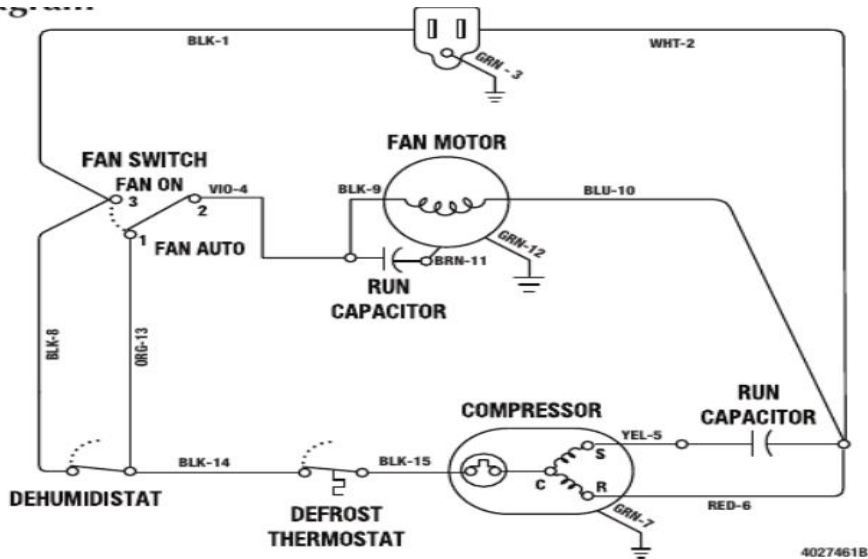 BLK-1
WHT-2
GRN - 3
FAN MOTOR
FAN SWITCH
FAN ON
VIO-4
BLK-9
BLU-10
3
2
1
FAN AUTO
GRN-12
BRN-11
RUN
CAPACITOR
BLK-8
ORG-13
RUN
CAPACITOR
COMPRESSOR
YEL-5
S
BLK-14
BLK-15
C
R
RED-6
DEHUMIDISTAT
DEFROST
THERMOSTAT
GRN-7
4027461B